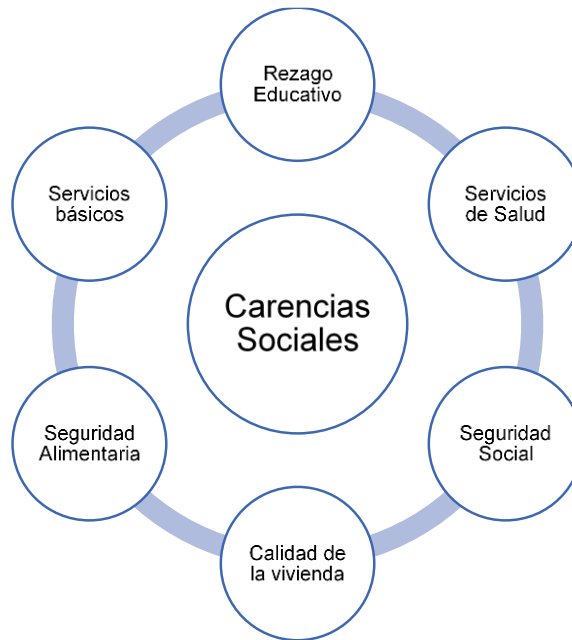 Rezago
Educativo
Servicios
de Salud
Seguridad
Social
Calidad de
la vivienda
Seguridad
Alimentaria
Servicios
básicos
Carencias
Sociales